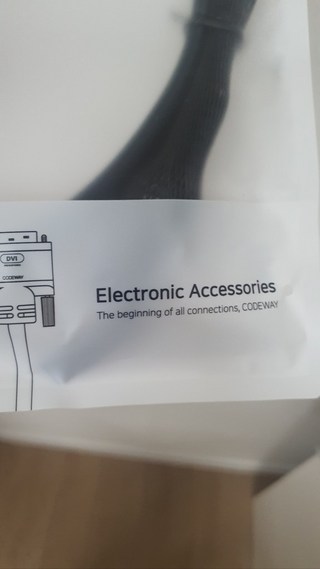 DVI
CODEWAY
Electronic Accessories
The beginning of all connections, CODEWAY